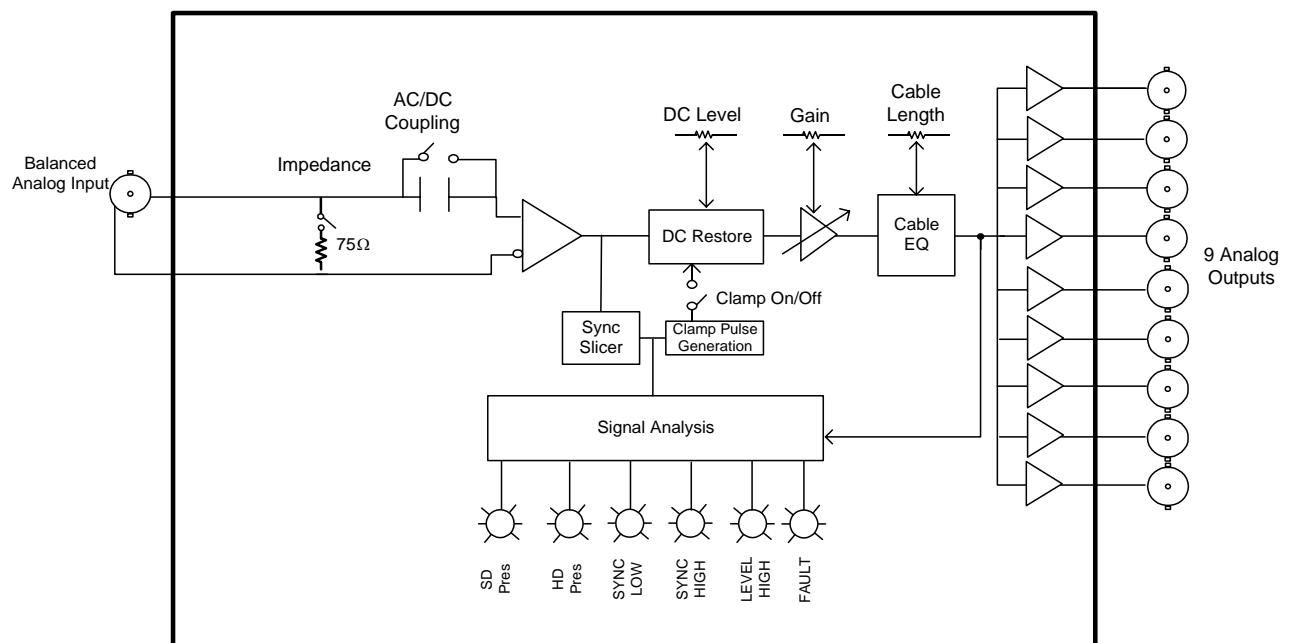 AC/DC
Coupling
DC Level
Gain
Cable
Length
Balanced
Analog Input
Impedance
75Ω
DC Restore
Cable
EQ
9 Analog
Outputs
Clamp On/Off
Sync
Slicer
Clamp Pulse
Generation
Signal Analysis
SD
Pres
HD
Pres
SYNC
LOW
SYNC
HIGH
LEVEL
HIGH
FAULT